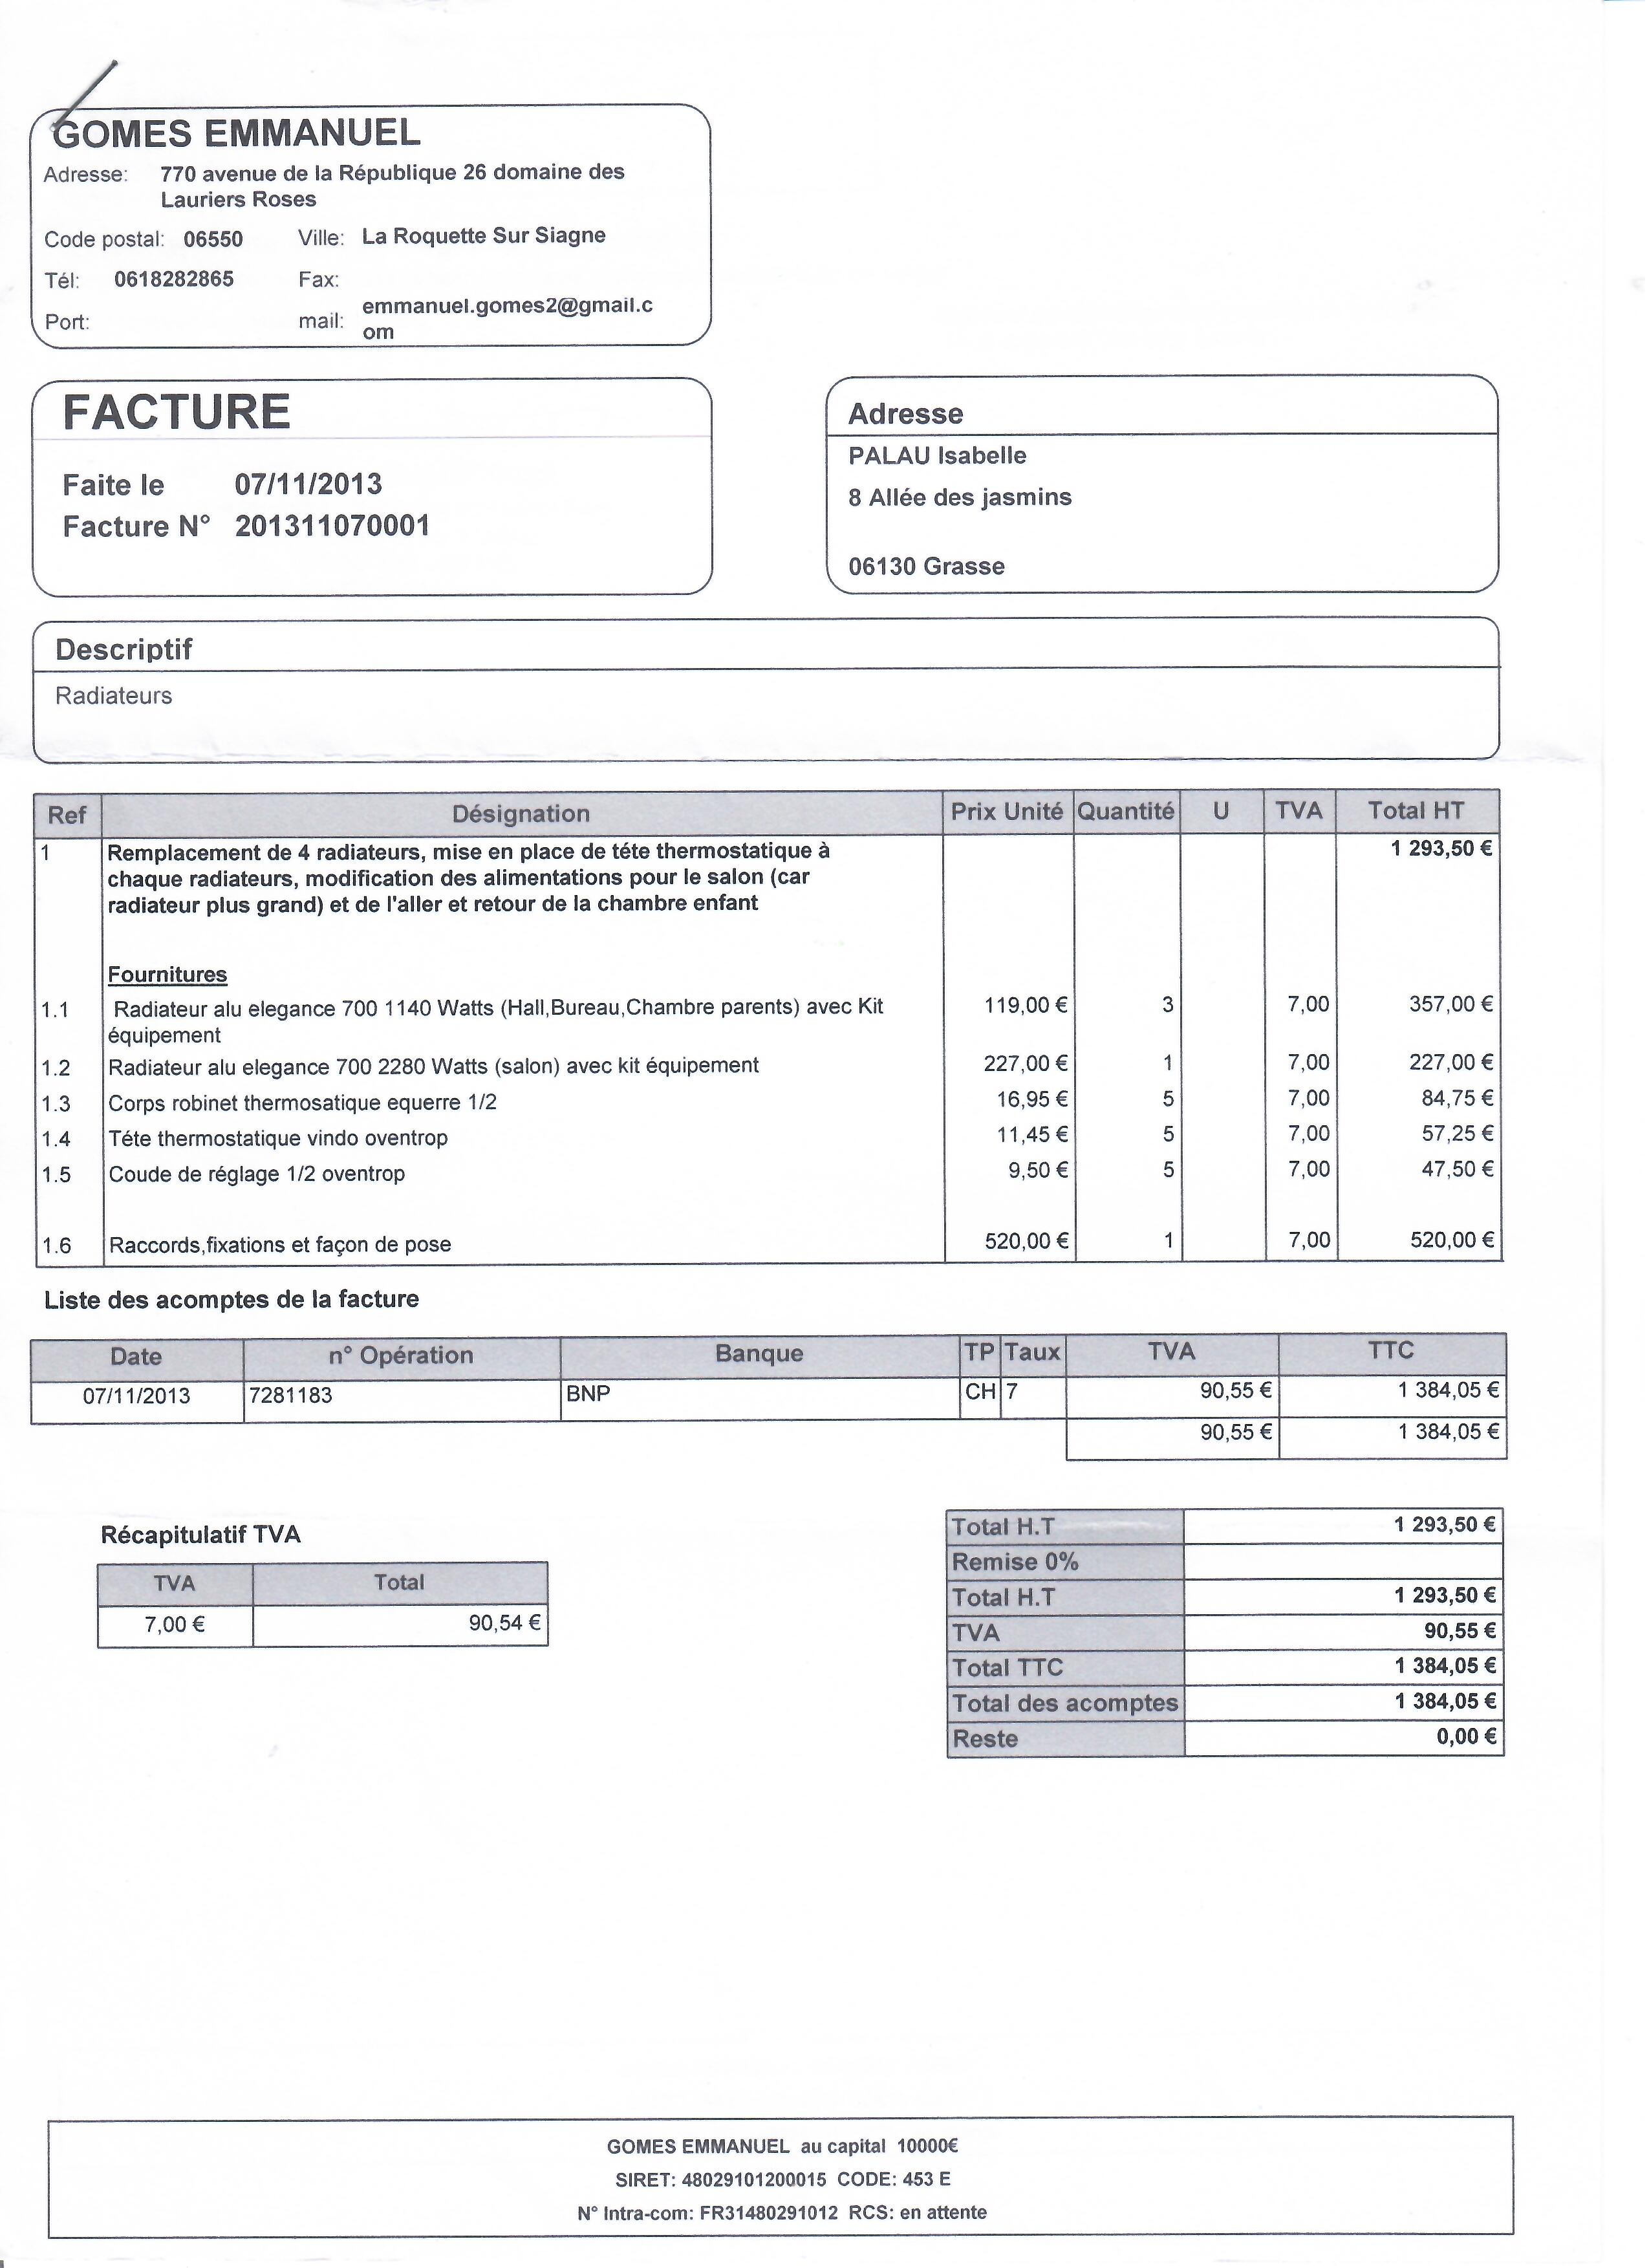 GOMES EMMANUEL
Adresse: 770 avenue de la République 26 domaine des
Lauriers Roses
Code postal: 06550 Ville: La Roquette Sur Siagne
Tél: 0618282865 Fax:
Port: mail: emmanuel.gomes2@gmail.c
om
FACTURE
Faite le 07/11/2013
Facture N° 201311070001
Adresse
PALAU Isabelle
8 Allée des jasmins
06130 Grasse
Descriptif
Radiateurs
Ref Désignation Prix Unité Quantité U TVA Total HT
1 Remplacement de 4 radiateurs, mise en place de téte thermostatique à 1 293,50 €
chaque radiateurs, modification des alimentations pour le salon (car
radiateur plus grand) et de l'aller et retour de la chambre enfant
Fournitures
1.1 Radiateur alu elegance 700 1140 Watts (Hall,Bureau,Chambre parents) avec Kit 119,00 € 3 7,00 357,00 €
équipement
1.2 Radiateur alu elegance 700 2280 Watts (salon) avec kit équipement 227,00 € 1 7,00 227,00 €
1.3 Corps robinet thermosatique equerre 1/2 16,95 € 5 7,00 84,75 €
1.4 Téte thermostatique vindo oventrop 11,45 € 5 7,00 57,25 €
1.5 Coude de réglage 1/2 oventrop 9,50 € 5 7,00 47,50 €
1.6 Raccords,fixations et façon de pose 520,00 € 1 7,00 520,00 €
Liste des acomptes de la facture
Date n° Opération Banque TP Taux TVA TTC
07/11/2013 7281183 BNP CH 7 90,55 € 1 384,05 €
90,55 € 1 384,05 €
Récapitulatif TVA
TVA Total
7,00 € 90,54 €
Total H.T 1 293,50 €
Remise 0%
Total H.T 1 293,50 €
TVA 90,55 €
Total TTC 1 384,05 €
Total des acomptes 1 384,05 €
Reste 0,00 €
GOMES EMMANUEL au capital 10000€
SIRET: 48029101200015 CODE: 453 E
N° Intra-com: FR31480291012 RCS: en attente